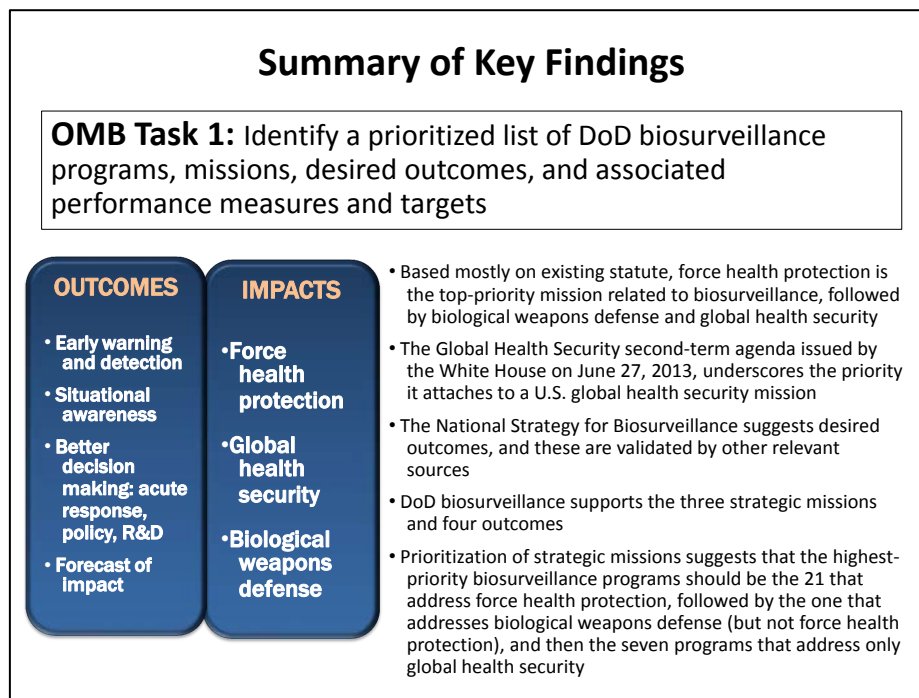 Summary of Key Findings
OMB Task 1: Identify a prioritized list of DoD biosurveillance
programs, missions, desired outcomes, and associated
performance measures and targets
OUTCOMES
• Early warning
and detection
• Situational
awareness
• Better
decision
making: acute
response,
policy, R&D
• Forecast of
impact
IMPACTS
•Force
health
protection
•Global
health
security
•Biological
weapons
defense
• Based mostly on existing statute, force health protection is
the top-priority mission related to biosurveillance, followed
by biological weapons defense and global health security
• The Global Health Security second-term agenda issued by
the White House on June 27, 2013, underscores the priority
it attaches to a U.S. global health security mission
• The National Strategy for Biosurveillance suggests desired
outcomes, and these are validated by other relevant
sources
• DoD biosurveillance supports the three strategic missions
and four outcomes
• Prioritization of strategic missions suggests that the highest-
priority biosurveillance programs should be the 21 that
address force health protection, followed by the one that
addresses biological weapons defense (but not force health
protection), and then the seven programs that address only
global health security